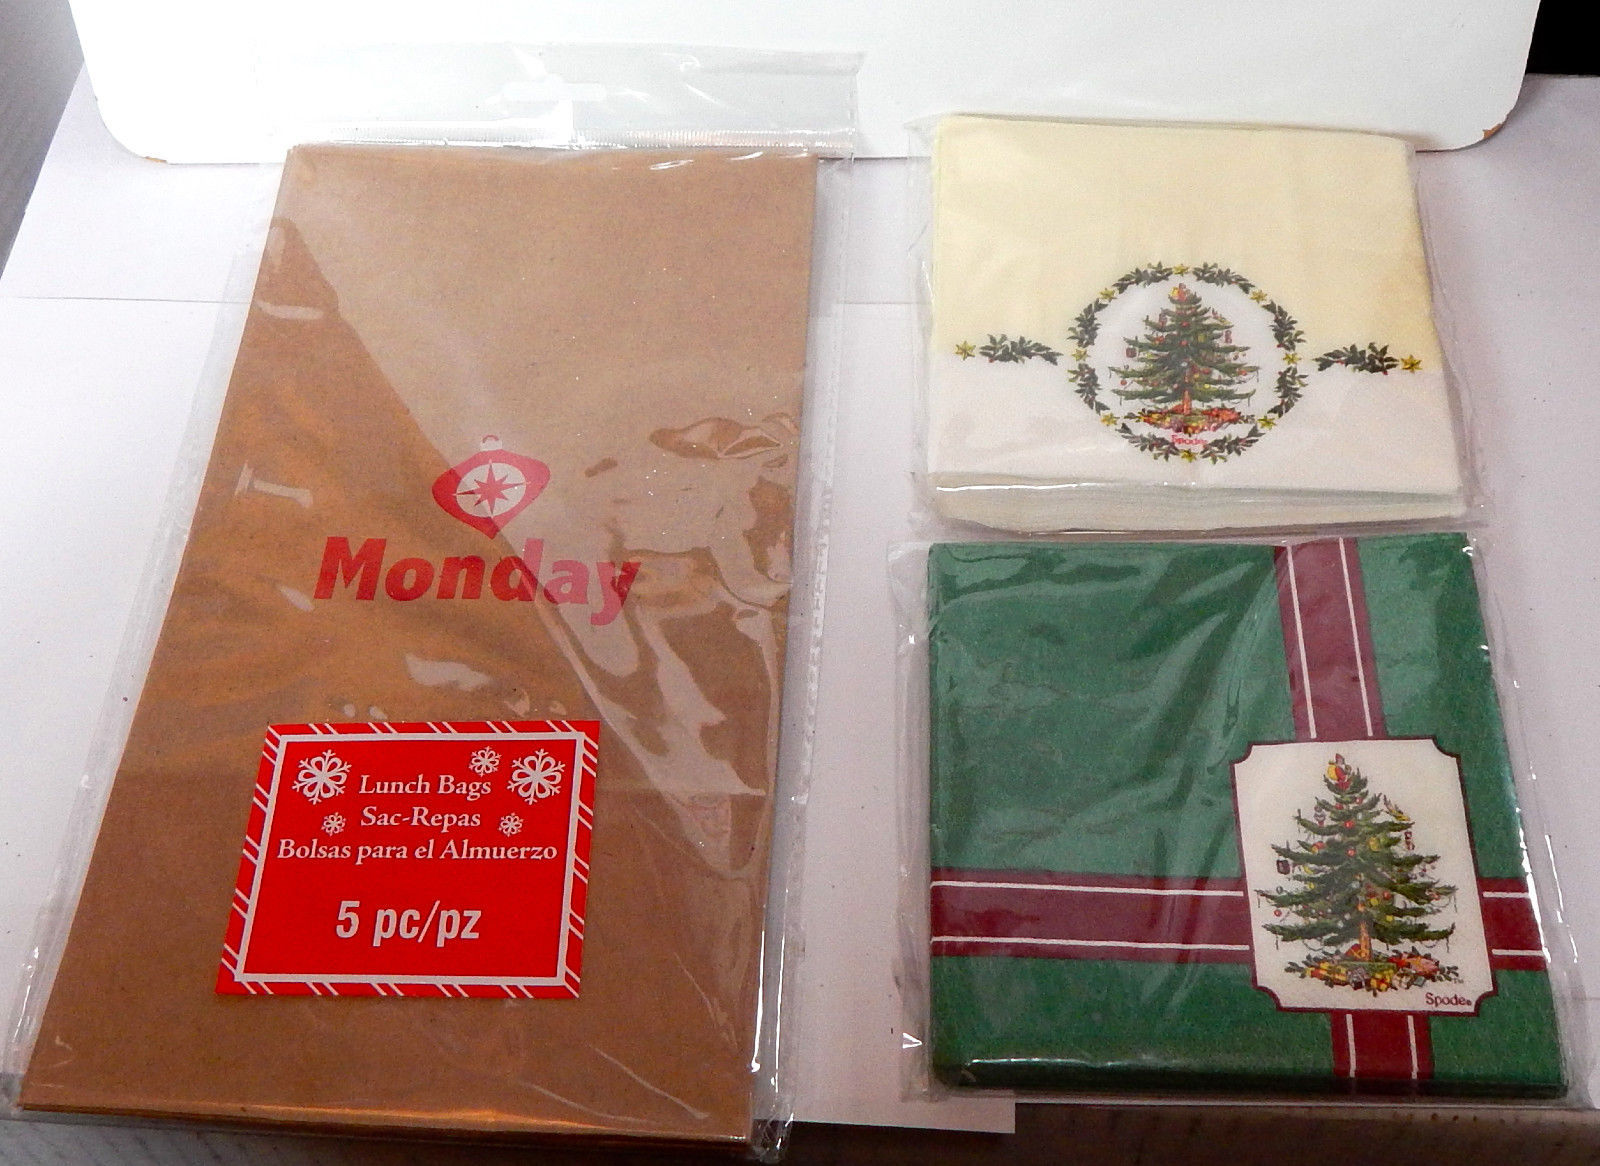 Monday
Lunch Bags
Sac-Repas
Bolsas para el Almuerzo
5 pc/pz
Spode
Spode®